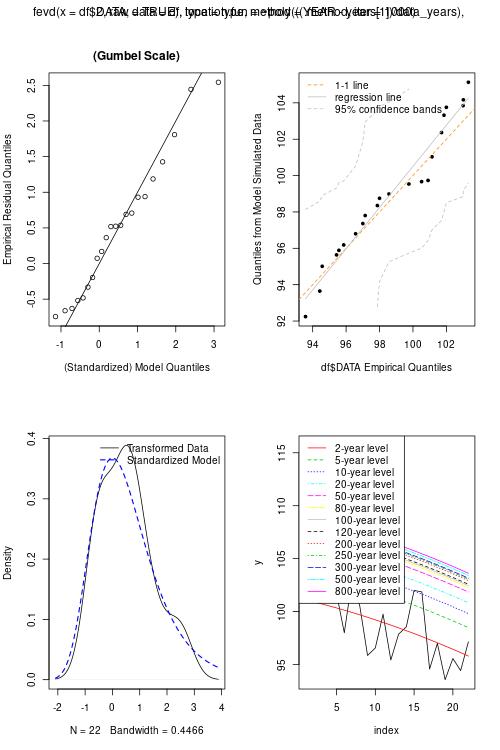 (Gumbel Scale)
Empirical Residual Quantiles
-0.5 0.0 0.5 1.0 1.5 2.0 2.5
-1 0 1 2 3
(Standardized) Model Quantiles
Quantiles from Model Simulated Data
92 94 96 98 100 104
1-1 line
regression line
95% confidence bands
94 96 98 100 102
df$DATA Empirical Quantiles
Density
0.0 0.1 0.2 0.3 0.4
Transformed Data
Standardized Model
-2 -1 0 1 2 3 4
N = 22 Bandwidth = 0.4466
y
95 100 105 110 115
2-year level
5-year level
10-year level
20-year level
50-year level
80-year level
100-year level
120-year level
200-year level
250-year level
300-year level
500-year level
800-year level
5 10 15 20
index